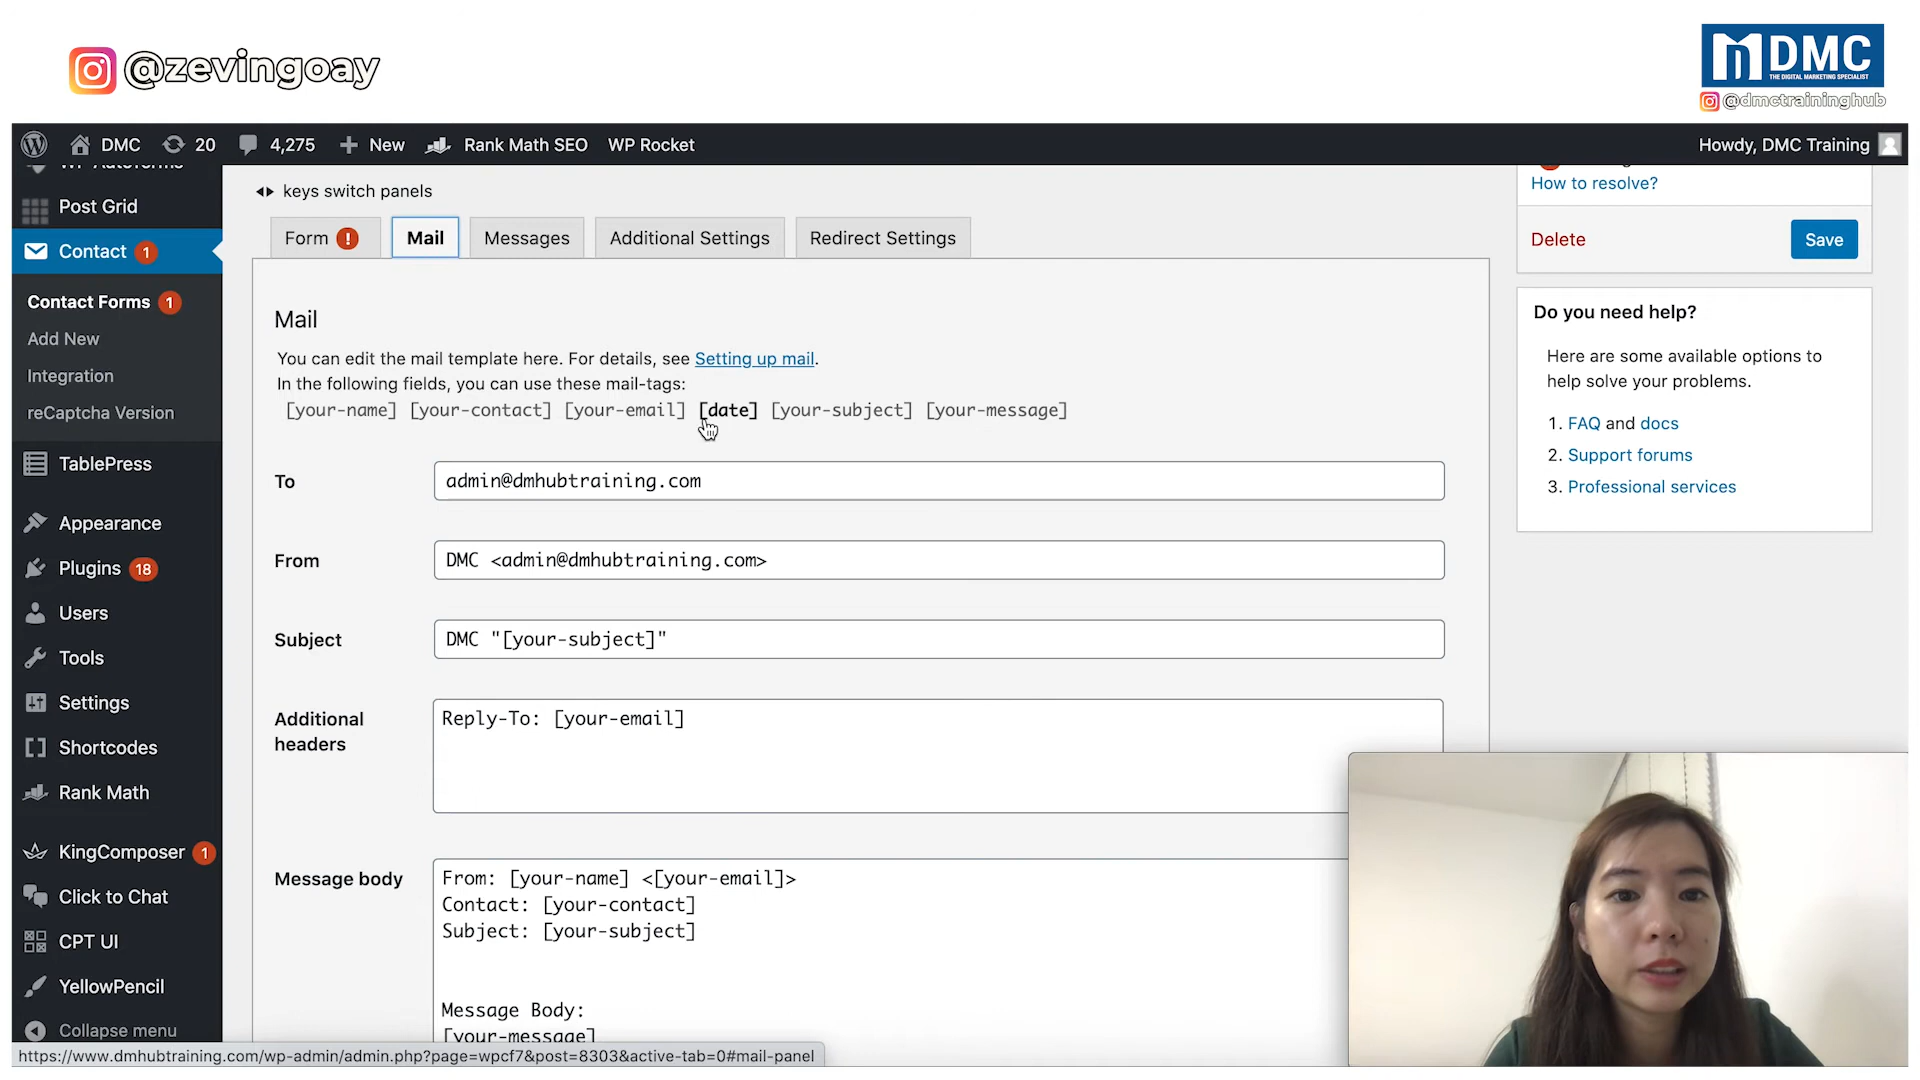 @zevingoay
DMC
THE DIGITAL MARKETING SPECIALIST
@dmctraininghub
DMC 20 4,275 New Rank Math SEO WP Rocket Howdy, DMC Training
Post Grid
Contact 1
Contact Forms 1
Add New
Integration
reCaptcha Version
TablePress
Appearance
Plugins 18
Users
Tools
Settings
Shortcodes
Rank Math
KingComposer 1
Click to Chat
CPT UI
YellowPencil
Collapse menu
keys switch panels
Form ! Mail Messages Additional Settings Redirect Settings
Mail
You can edit the mail template here. For details, see Setting up mail.
In the following fields, you can use these mail-tags:
[your-name] [your-contact] [your-email] [date] [your-subject] [your-message]
To admin@dmhubtraining.com
From DMC <admin@dmhubtraining.com>
Subject DMC "[your-subject]"
Additional headers
Reply-To: [your-email]
Message body
From: [your-name] <[your-email]>
Contact: [your-contact]
Subject: [your-subject]
Message Body:
[your-message]
How to resolve?
Delete Save
Do you need help?
Here are some available options to
help solve your problems.
1. FAQ and docs
2. Support forums
3. Professional services
https://www.dmhubtraining.com/wp-admin/admin.php?page=wpcf7&post=8303&active-tab=0#mail-panel